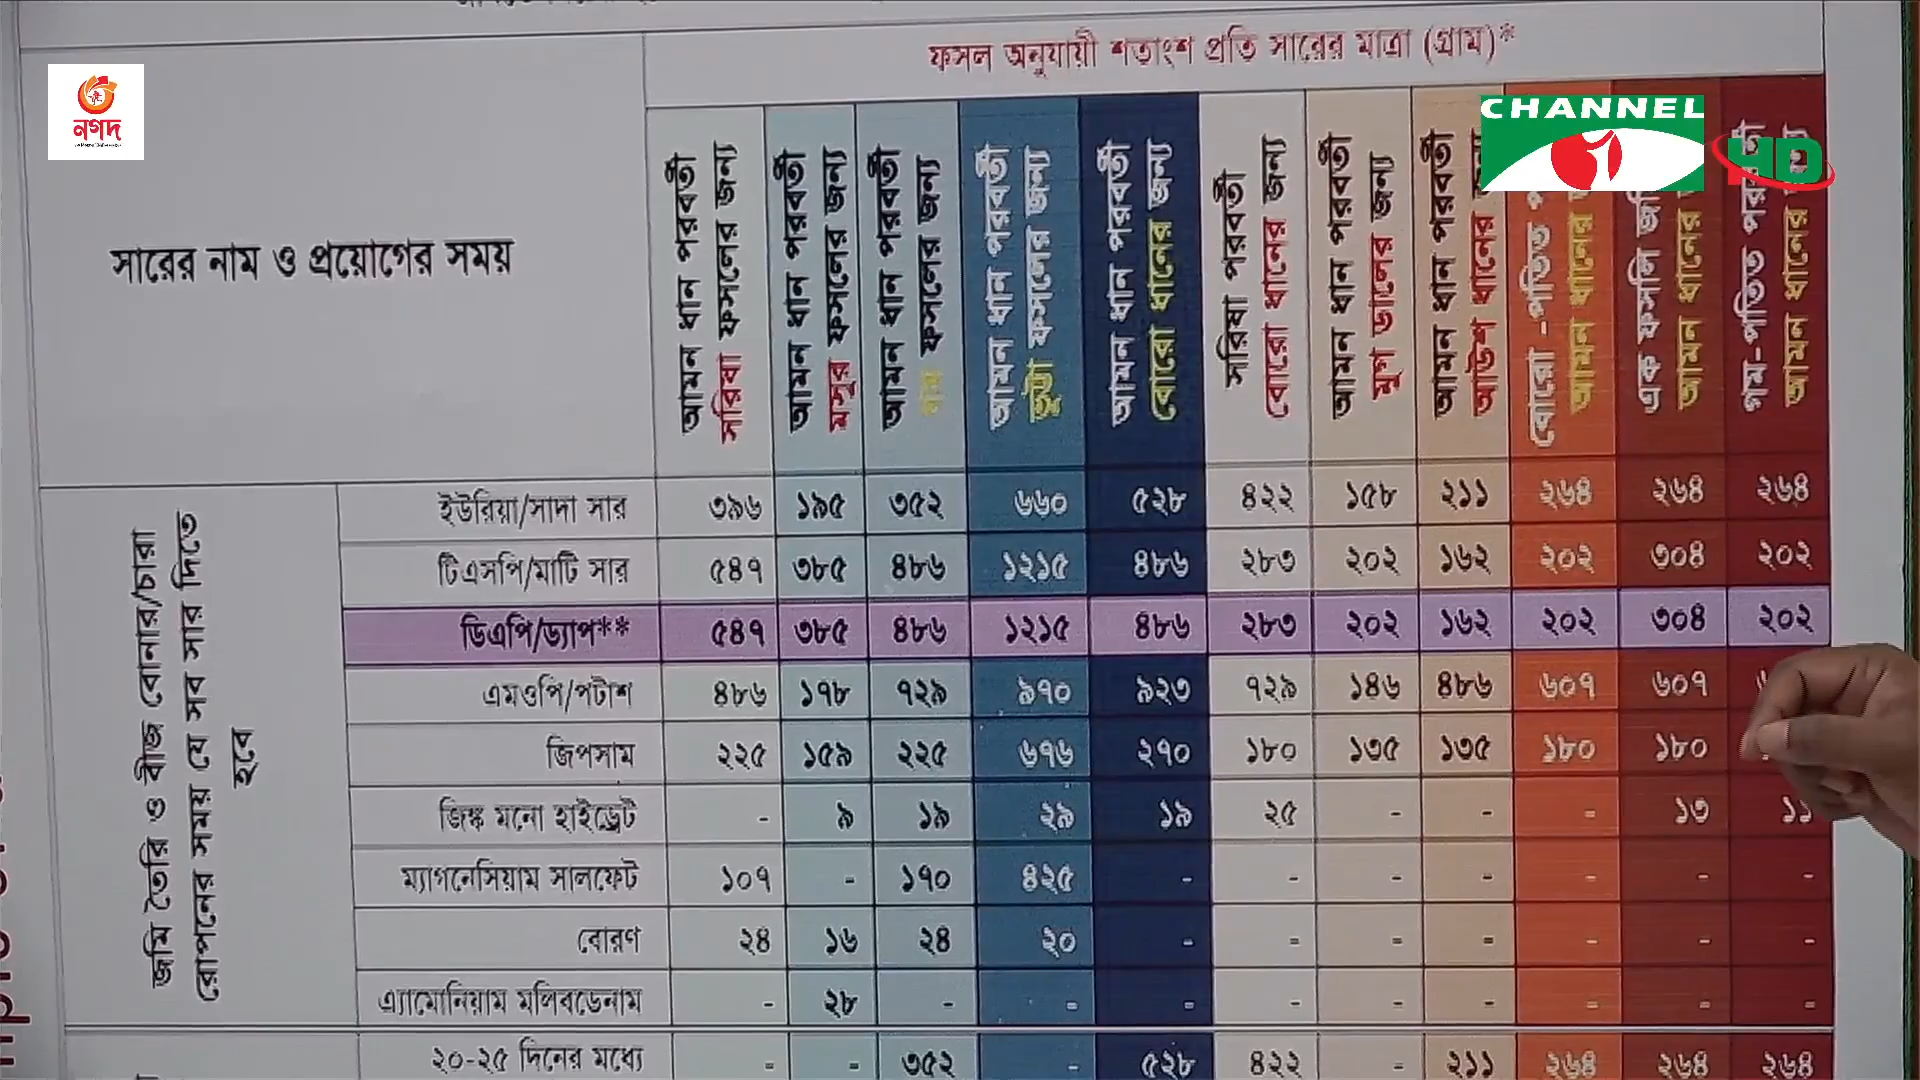 নগদ
CHANNEL
i
HD
ফসল অনুযায়ী শতাংশ প্রতি সারের মাত্রা (গ্রাম)*
সারের নাম ও প্রয়োগের সময়
আমন ধান পরবর্তী
সরিষা ফসলের জন্য
আমন ধান পরবর্তী
মসুর ফসলের জন্য
আমন ধান পরবর্তী
গম ফসলের জন্য
আমন ধান পরবর্তী
ভুট্টা ফসলের জন্য
আমন ধান পরবর্তী
বোরো ধানের জন্য
সরিষা পরবর্তী
বোরো ধানের জন্য
আমন ধান পরবর্তী
মুগ ডালের জন্য
আমন ধান পরবর্তী
আউশ ধানের
বোরো -পতিত
আমন ধানের
এক ফসলি
আমন ধানের
গম-পতিত
আমন ধানের
জমি তৈরি ও বীজ বোনার/চারা
রোপনের সময় যে সব সার দিতে
হবে
ইউরিয়া/সাদা সার ৩৯৬ ১৯৫ ৩৫২ ৬৬০ ৫২৮ ৪২২ ১৫৮ ২১১ ২৬৪ ২৬৪ ২৬৪
টিএসপি/মাটি সার ৫৪৭ ৩৮৫ ৪৮৬ ১২১৫ ৪৮৬ ২৮৩ ২০২ ১৬২ ২০২ ৩০৪ ২০২
ডিএপি/ড্যাপ** ৫৪৭ ৩৮৫ ৪৮৬ ১২১৫ ৪৮৬ ২৮৩ ২০২ ১৬২ ২০২ ৩০৪ ২০২
এমওপি/পটাশ ৪৮৬ ১৭৮ ৭২৯ ৯৭০ ৯২৩ ৭২৯ ১৪৬ ৪৮৬ ৬০৭ ৬০৭
জিপসাম ২২৫ ১৫৯ ২২৫ ৬৭৬ ২৭০ ১৮০ ১৩৫ ১৩৫ ১৮০ ১৮০
জিঙ্ক মনো হাইড্রেট - ৯ ১৯ ২৯ ১৯ ২৫ - - - ১৩ ১১
ম্যাগনেসিয়াম সালফেট ১০৭ - ১৭০ ৪২৫ - - - - - - -
বোরণ ২৪ ১৬ ২৪ ২০ - - - - - - -
এ্যামোনিয়াম মলিবডেনাম - ২৮ - - - - - - - - -
২০-২৫ দিনের মধ্যে - - ৩৫২ - ৫২৮ ৪২২ - ২১১ ২৬৪ ২৬৪ ২৬৪